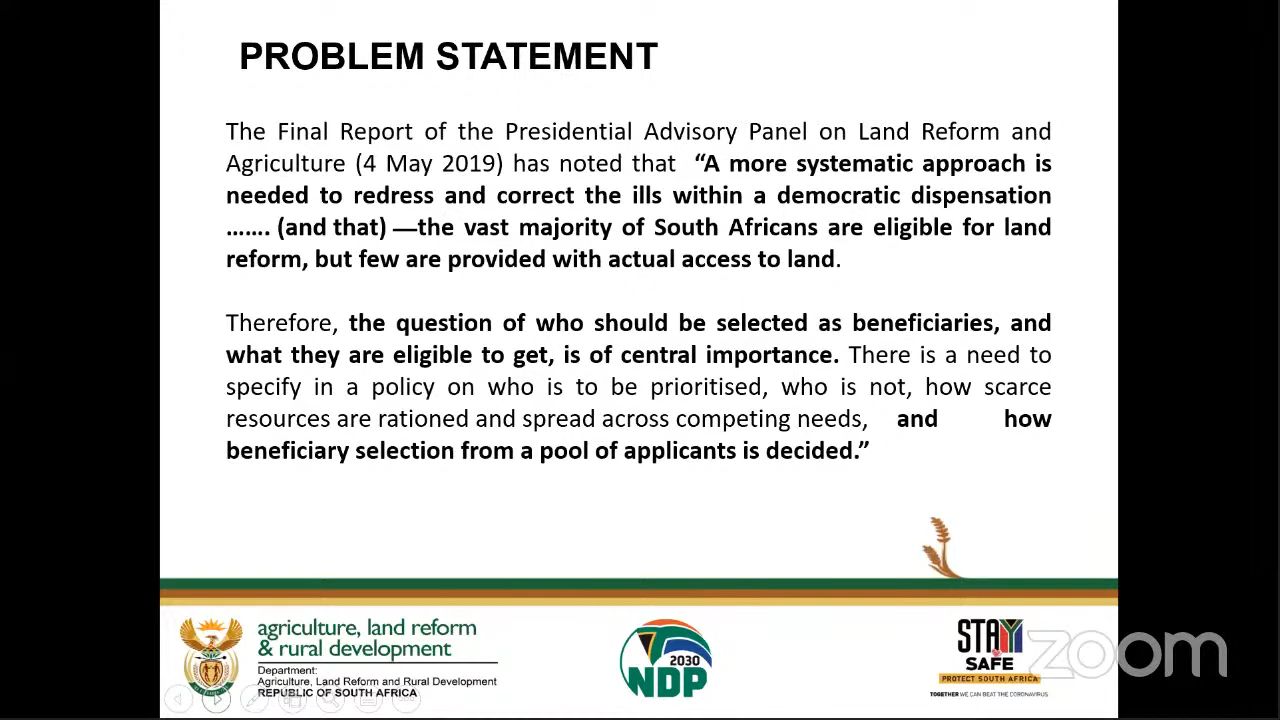 PROBLEM STATEMENT
The Final Report of the Presidential Advisory Panel on Land Reform and
Agriculture (4 May 2019) has noted that “A more systematic approach is
needed to redress and correct the ills within a democratic dispensation
……. (and that) —the vast majority of South Africans are eligible for land
reform, but few are provided with actual access to land.
Therefore, the question of who should be selected as beneficiaries, and
what they are eligible to get, is of central importance. There is a need to
specify in a policy on who is to be prioritised, who is not, how scarce
resources are rationed and spread across competing needs, and how
beneficiary selection from a pool of applicants is decided.”
agriculture, land reform
& rural development
Department:
Agriculture, Land Reform and Rural Development
REPUBLIC OF SOUTH AFRICA
2030
NDP
STAY
SAFE
PROTECT SOUTH AFRICA
TOGETHER WE CAN BEAT THE CORONAVIRUS
zoom